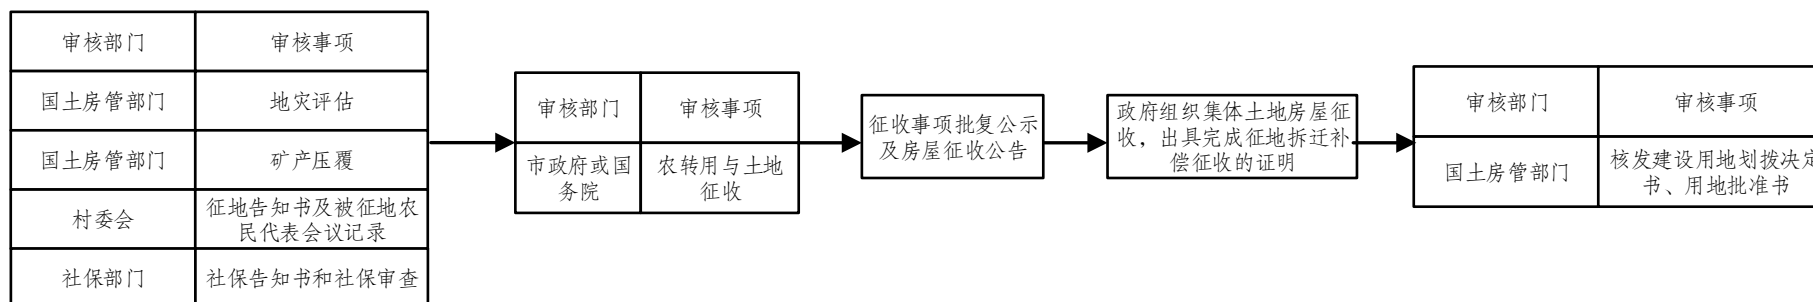 审核部门
审核事项
国土房管部门
地灾评估
国土房管部门
矿产压覆
村委会
征地告知书及被征地农
民代表会议记录
社保部门
社保告知书和社保审查
审核部门
审核事项
市政府或国
务院
农转用与土地
征收
征收事项批复公示
及房屋征收公告
政府组织集体土地房屋征
收，出具完成征地拆迁补
偿征收的证明
审核部门
审核事项
国土房管部门
核发建设用地划拨决定
书、用地批准书